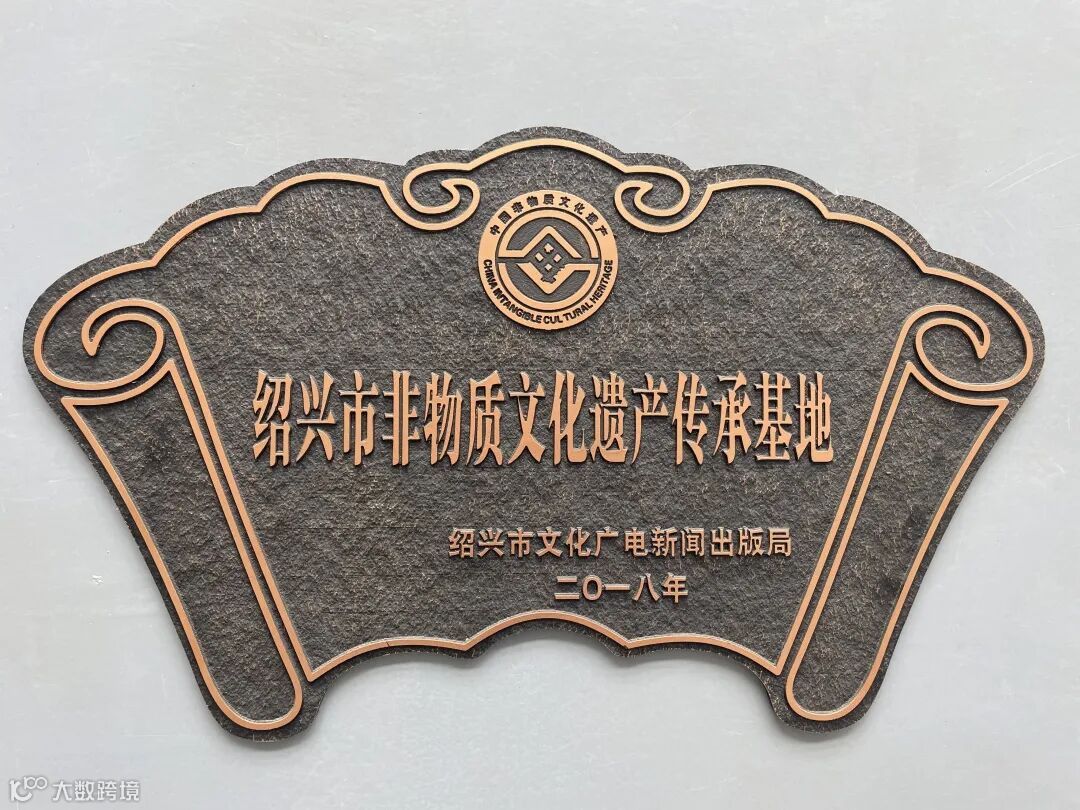 中国非物质文化遗产
CHINA INTANGIBLE CULTURAL HERITAGE
绍兴市非物质文化遗产传承基地
绍兴市文化广电新闻出版局
二〇一八年
大数跨境